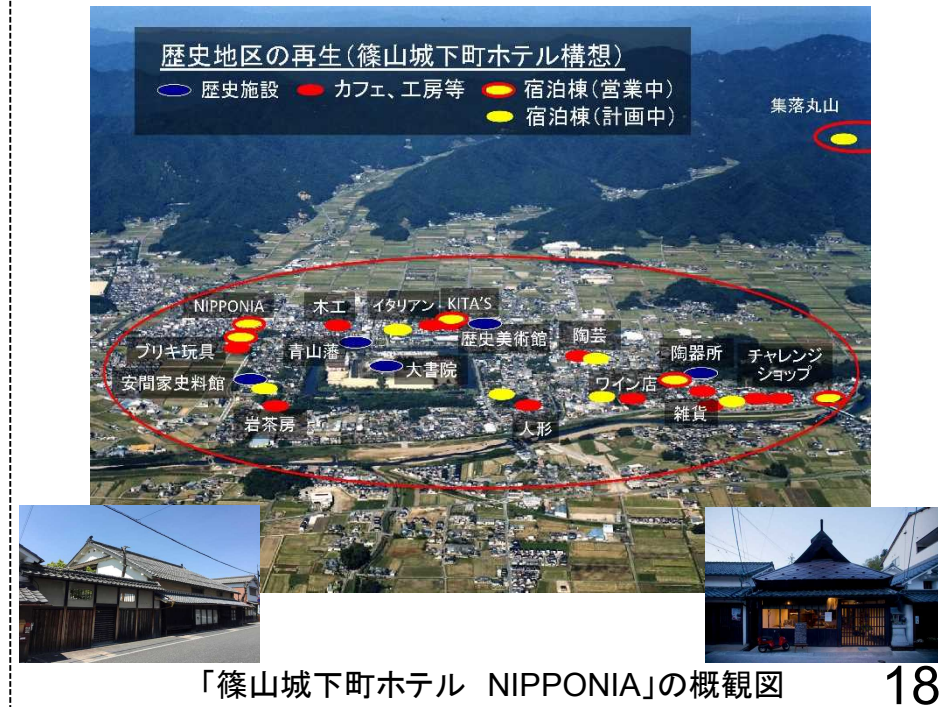 歴史地区の再生（篠山城下町ホテル構想）
歴史施設 カフェ、工房等 宿泊棟（営業中）
宿泊棟（計画中）
集落丸山
NIPPONIA
木工
イタリアン
KITA'S
ブリキ玩具
青山藩
歴史美術館
陶芸
陶器所
チャレンジ
ショップ
安間家史料館
大書院
ワイン店
岩茶房
人形
雑貨
「篠山城下町ホテル　NIPPONIA」の概観図
18